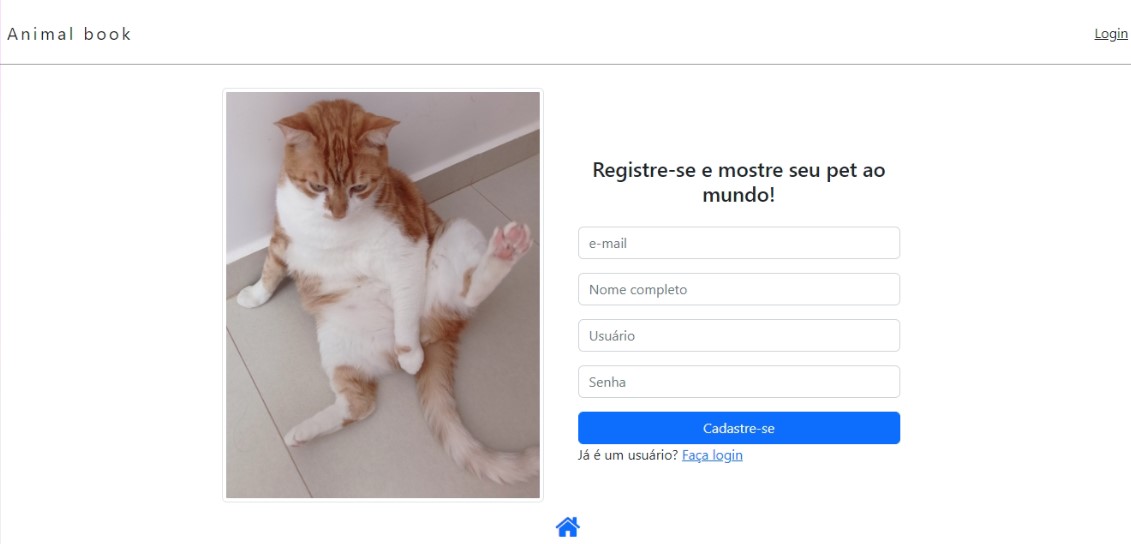 Animal book
Login
Registre-se e mostre seu pet ao
mundo!
e-mail
Nome completo
Usuário
Senha
Cadastre-se
Já é um usuário? Faça login